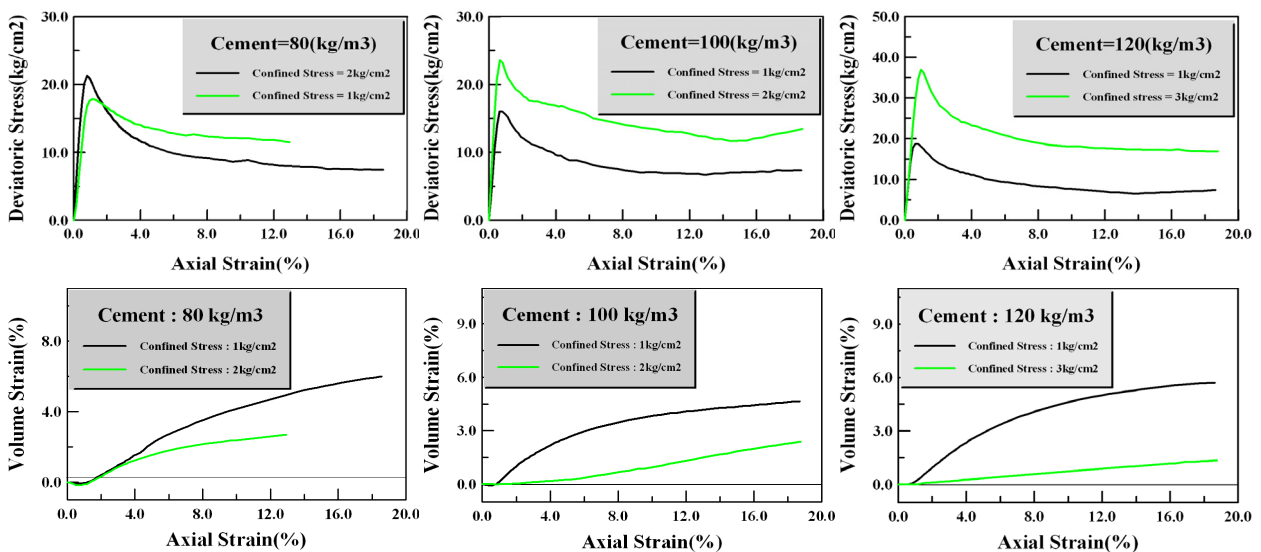 Deviatoric Stress(kg/cm2)
30.0
20.0
10.0
0.0
Cement=80(kg/m3)
Confined Stress = 2kg/cm2
Confined Stress = 1kg/cm2
0.0 4.0 8.0 12.0 16.0 20.0
Axial Strain(%)
Deviatoric Stress(kg/cm2)
30.0
20.0
10.0
0.0
Cement=100(kg/m3)
Confined Stress = 1kg/cm2
Confined Stress = 2kg/cm2
0.0 4.0 8.0 12.0 16.0 20.0
Axial Strain(%)
Deviatoric Stress(kg/cm2)
50.0
40.0
30.0
20.0
10.0
0.0
Cement=120(kg/m3)
Confined Stress = 1kg/cm2
Confined stress = 3kg/cm2
0.0 4.0 8.0 12.0 16.0 20.0
Axial Strain(%)
Volume Strain(%)
8.0
4.0
0.0
Cement : 80 kg/m3
Confined Stress : 1kg/cm2
Confined Stress : 2kg/cm2
0.0 4.0 8.0 12.0 16.0 20.0
Axial Strain(%)
Volume Strain(%)
9.0
6.0
3.0
0.0
Cement : 100 kg/m3
Confined Stress : 1kg/cm2
Confined Stress : 2kg/cm2
0.0 4.0 8.0 12.0 16.0 20.0
Axial Strain(%)
Volume Strain(%)
9.0
6.0
3.0
0.0
Cement : 120 kg/m3
Confined Stress : 1kg/cm2
Confined Stress : 3kg/cm2
0.0 4.0 8.0 12.0 16.0 20.0
Axial Strain(%)